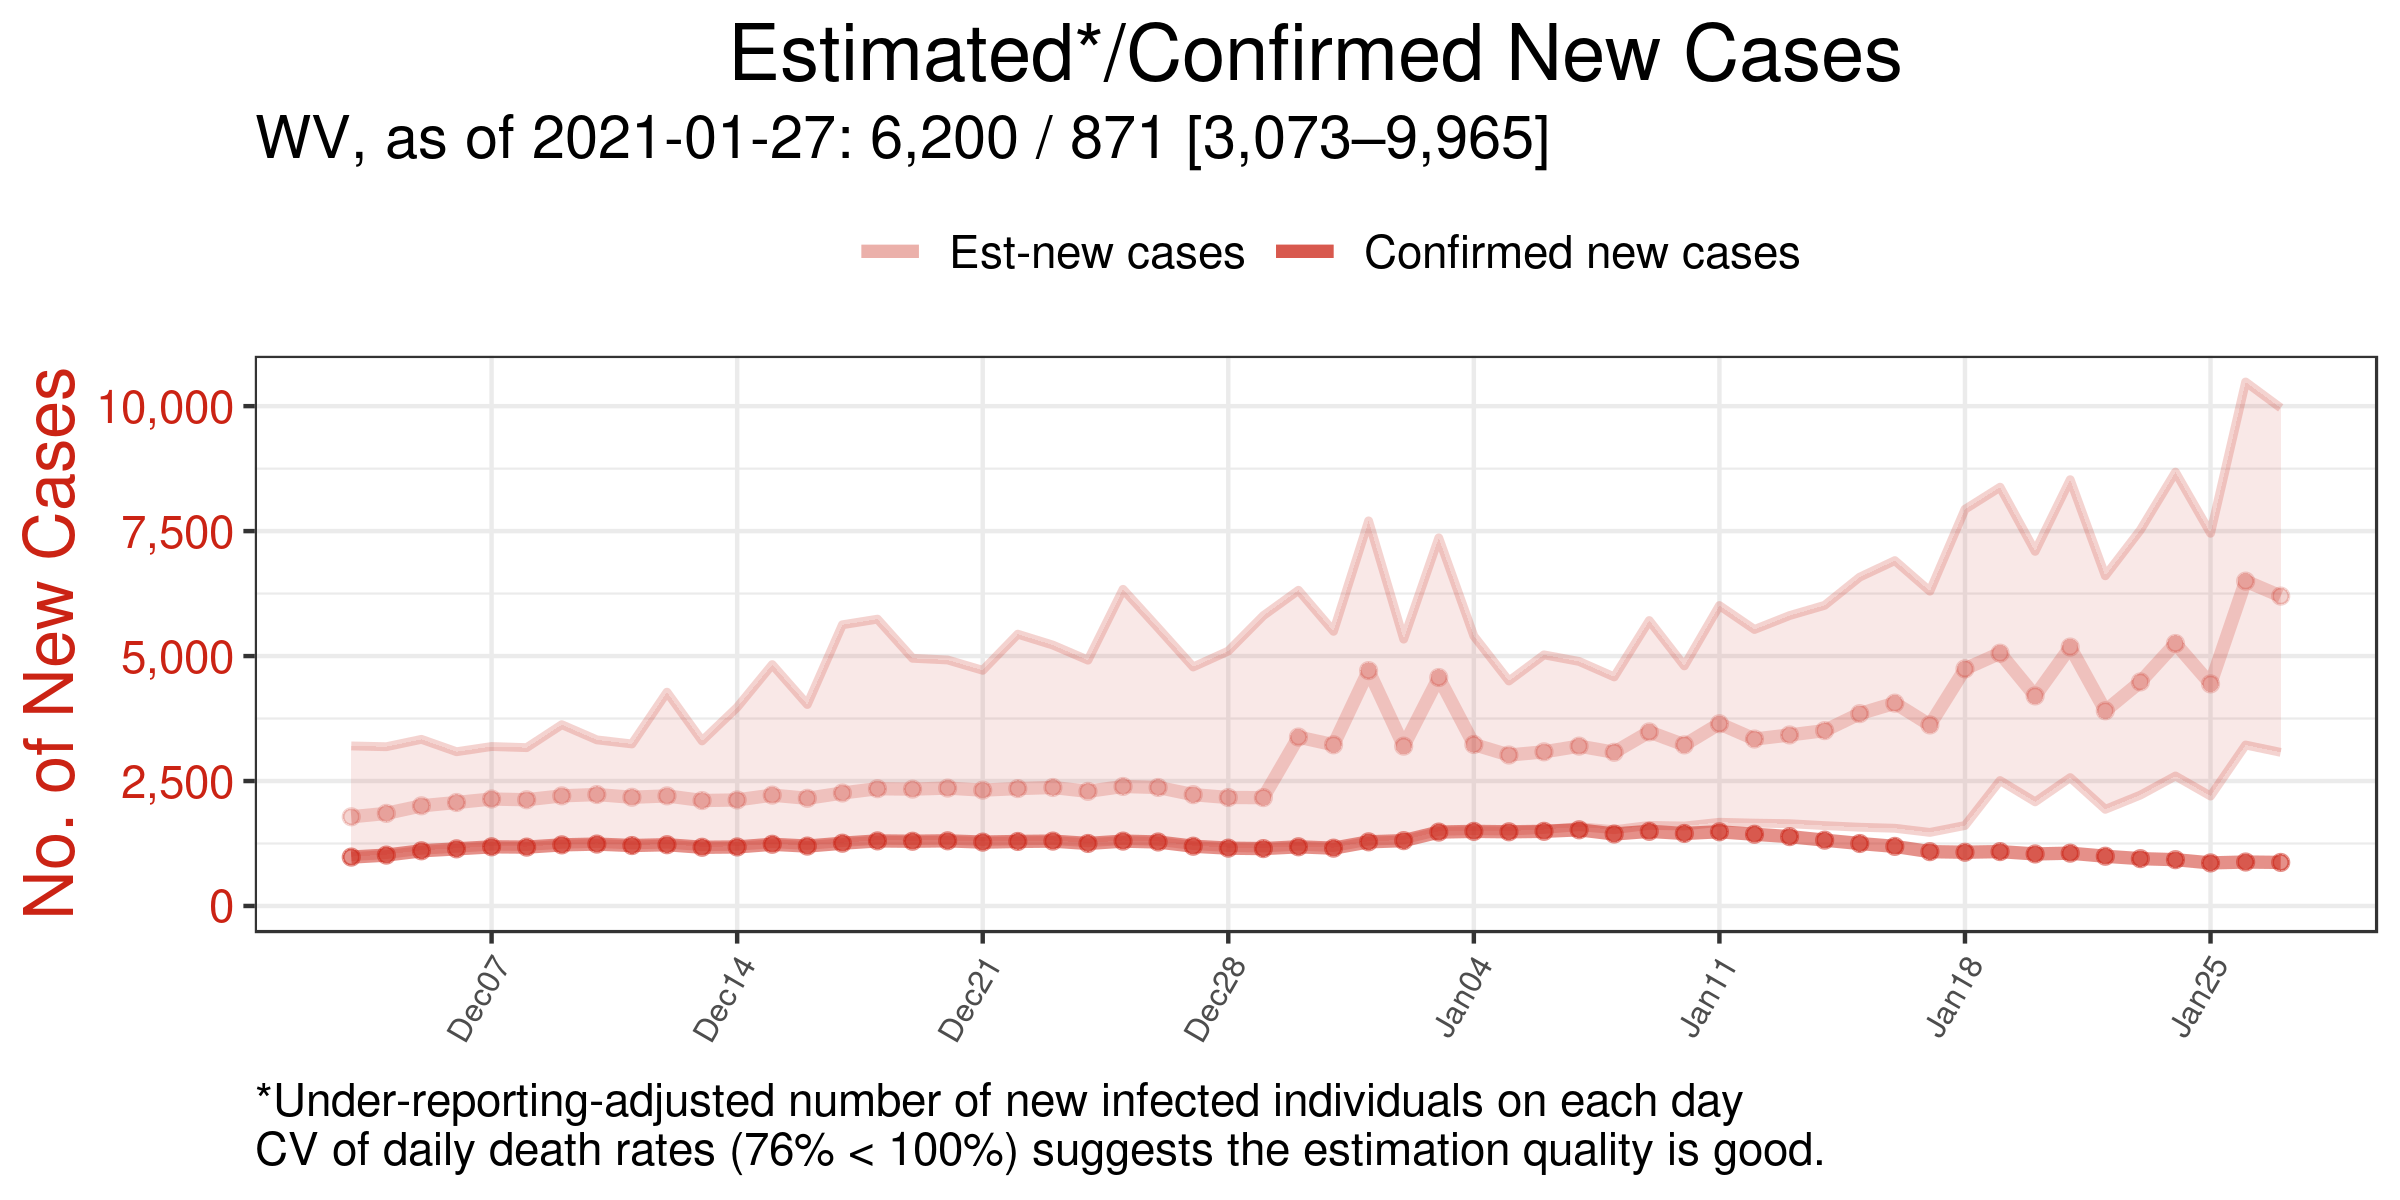 Estimated*/Confirmed New Cases
WV, as of 2021-01-27: 6,200 / 871 [3,073–9,965]
Est-new cases
Confirmed new cases
No. of New Cases
10,000
7,500
5,000
2,500
0
Dec07
Dec14
Dec21
Dec28
Jan04
Jan11
Jan18
Jan25
*Under-reporting-adjusted number of new infected individuals on each day
CV of daily death rates (76% < 100%) suggests the estimation quality is good.